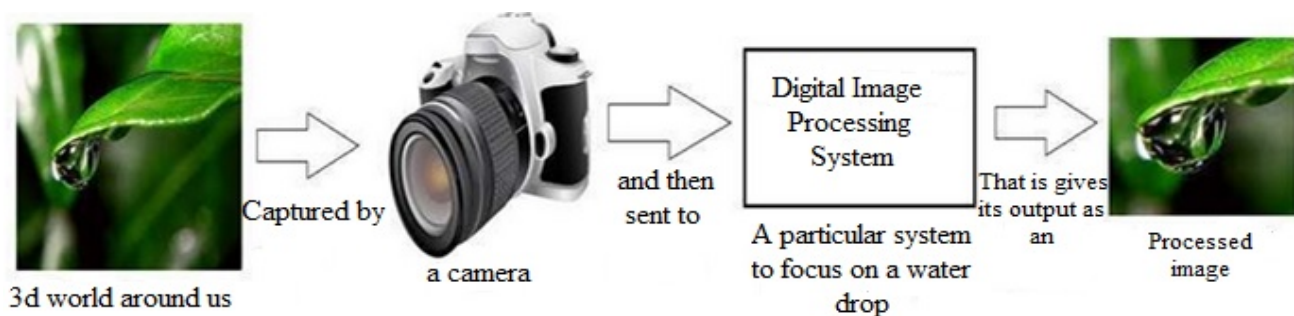 3d world around us
Captured by
a camera
and then
sent to
Digital Image
Processing
System
A particular system
to focus on a water
drop
That is gives
its output as
an
Processed
image